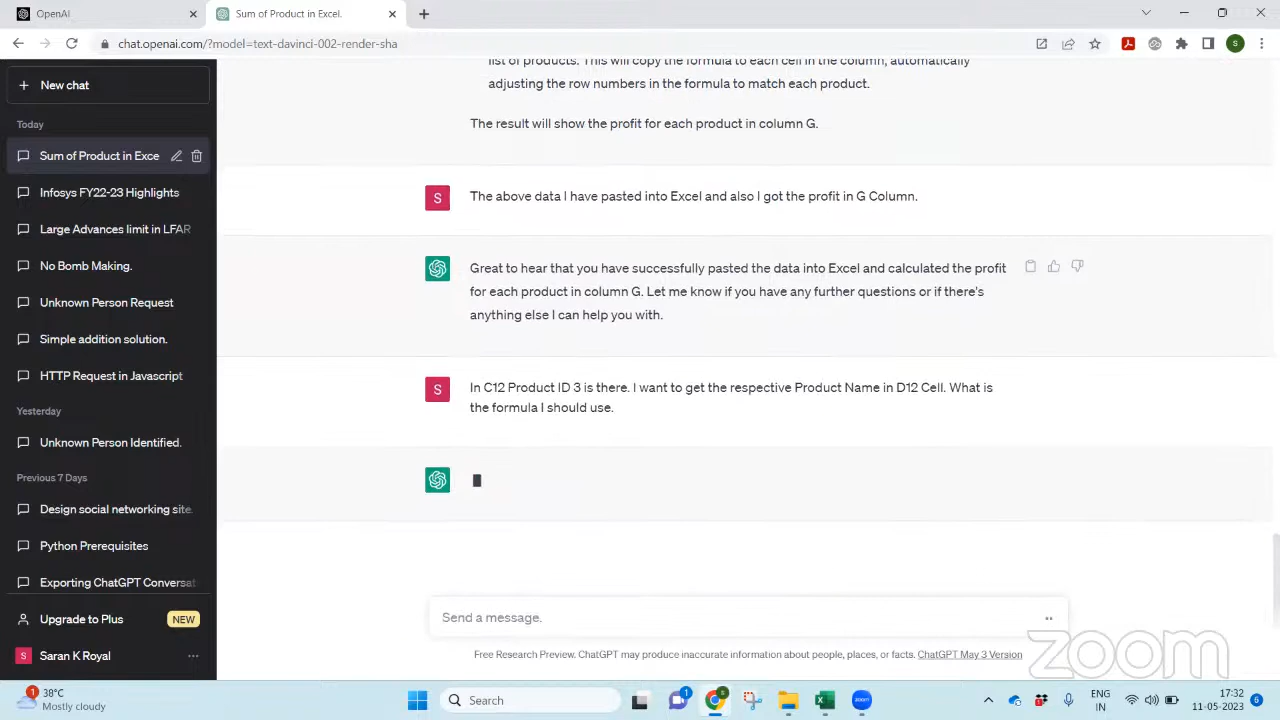 OpenAI
Sum of Product in Excel.
chat.openai.com/?model=text-davinci-002-render-sha
S
New chat
Today
Sum of Product in Exce
Infosys FY22-23 Highlights
Large Advances limit in LFAR
No Bomb Making.
Unknown Person Request
Simple addition solution.
HTTP Request in Javascript
Yesterday
Unknown Person Identified.
Previous 7 Days
Design social networking site.
Python Prerequisites
Exporting ChatGPT Conversat
Upgrade to Plus
NEW
S
Saran K Royal
list of products. This will copy the formula to each cell in the column, automatically
adjusting the row numbers in the formula to match each product.
The result will show the profit for each product in column G.
S
The above data I have pasted into Excel and also I got the profit in G Column.
Great to hear that you have successfully pasted the data into Excel and calculated the profit
for each product in column G. Let me know if you have any further questions or if there's
anything else I can help you with.
S
In C12 Product ID 3 is there. I want to get the respective Product Name in D12 Cell. What is
the formula I should use.
Send a message.
Free Research Preview. ChatGPT may produce inaccurate information about people, places, or facts. ChatGPT May 3 Version
zoom
1
38°C
Mostly cloudy
Search
1
zoom
ENG
IN
17:32
11-05-2023
6